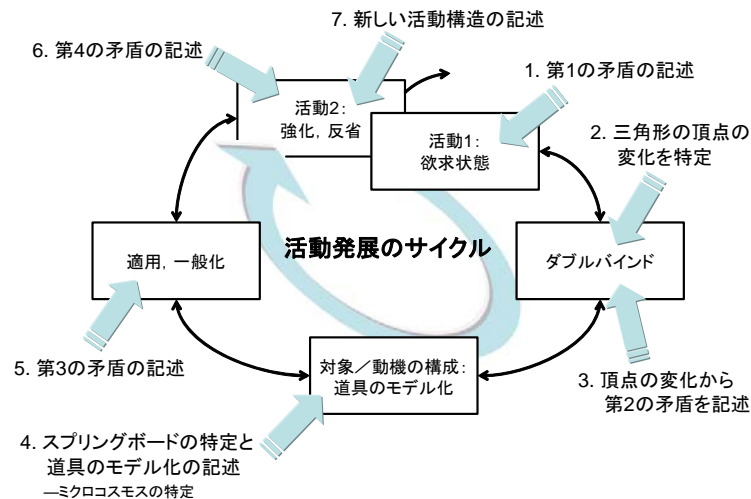 7. 新しい活動構造の記述
6. 第4の矛盾の記述
1. 第1の矛盾の記述
活動2：
強化，反省
活動1：
欲求状態
2. 三角形の頂点の
変化を特定
活動発展のサイクル
適用，一般化
ダブルバインド
5. 第3の矛盾の記述
対象／動機の構成：
道具のモデル化
3. 頂点の変化から
第2の矛盾を記述
4. スプリングボードの特定と
道具のモデル化の記述
―ミクロコスモスの特定